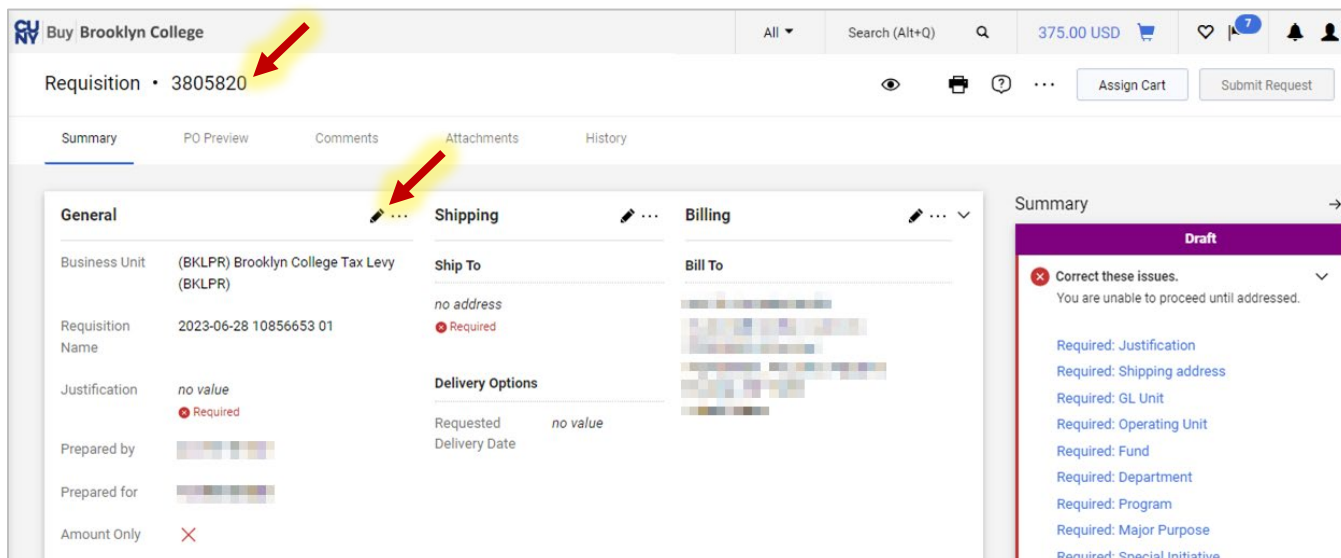 CUNY Buy Brooklyn College
All
Search (Alt+Q)
375.00 USD
7
Requisition • 3805820
Assign Cart
Submit Request
Summary
PO Preview
Comments
Attachments
History
General
Business Unit
(BKLPR) Brooklyn College Tax Levy
(BKLPR)
Requisition
Name
2023-06-28 10856653 01
Justification
no value
Required
Prepared by
Prepared for
Amount Only
Shipping
Ship To
no address
Required
Delivery Options
Requested
Delivery Date
no value
Billing
Bill To
Summary
Draft
Correct these issues.
You are unable to proceed until addressed.
Required: Justification
Required: Shipping address
Required: GL Unit
Required: Operating Unit
Required: Fund
Required: Department
Required: Program
Required: Major Purpose
Required: Special Initiative